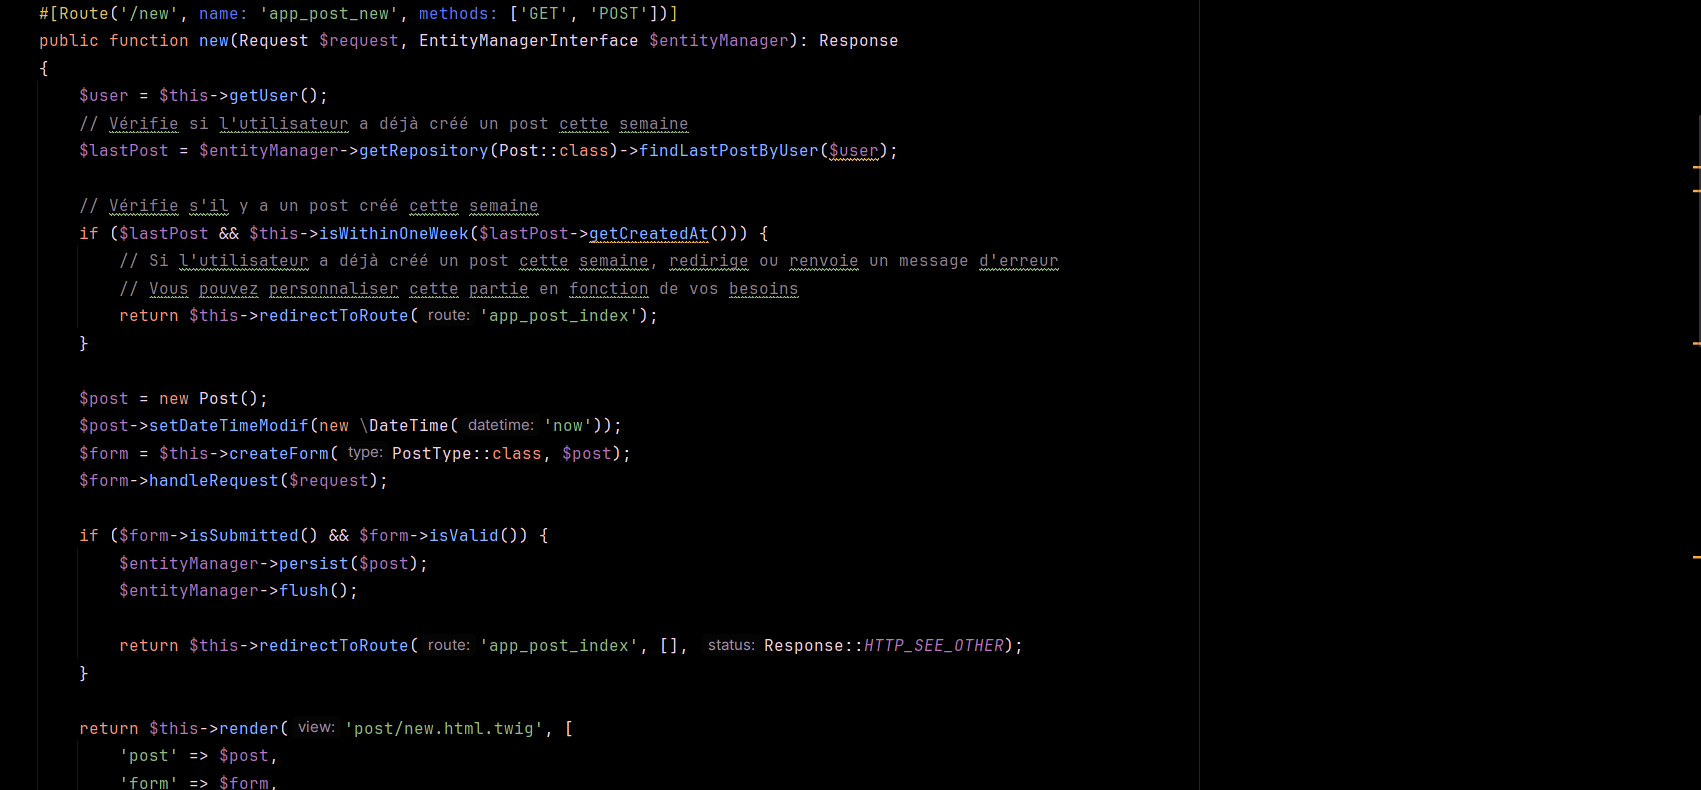 #[Route('/new', name: 'app_post_new', methods: ['GET', 'POST'])]
public function new(Request $request, EntityManagerInterface $entityManager): Response
{
$user = $this->getUser();
// Vérifie si l'utilisateur a déjà créé un post cette semaine
$lastPost = $entityManager->getRepository(Post::class)->findLastPostByUser($user);
// Vérifie s'il y a un post créé cette semaine
if ($lastPost && $this->isWithinOneWeek($lastPost->getCreatedAt())) {
// Si l'utilisateur a déjà créé un post cette semaine, redirige ou renvoie un message d'erreur
// Vous pouvez personnaliser cette partie en fonction de vos besoins
return $this->redirectToRoute( route: 'app_post_index');
}
$post = new Post();
$post->setDateTimeModif(new \DateTime( datetime: 'now'));
$form = $this->createForm( type: PostType::class, $post);
$form->handleRequest($request);
if ($form->isSubmitted() && $form->isValid()) {
$entityManager->persist($post);
$entityManager->flush();
return $this->redirectToRoute( route: 'app_post_index', [], status: Response::HTTP_SEE_OTHER);
}
return $this->render( view: 'post/new.html.twig', [
'post' => $post,
'form' => $form,